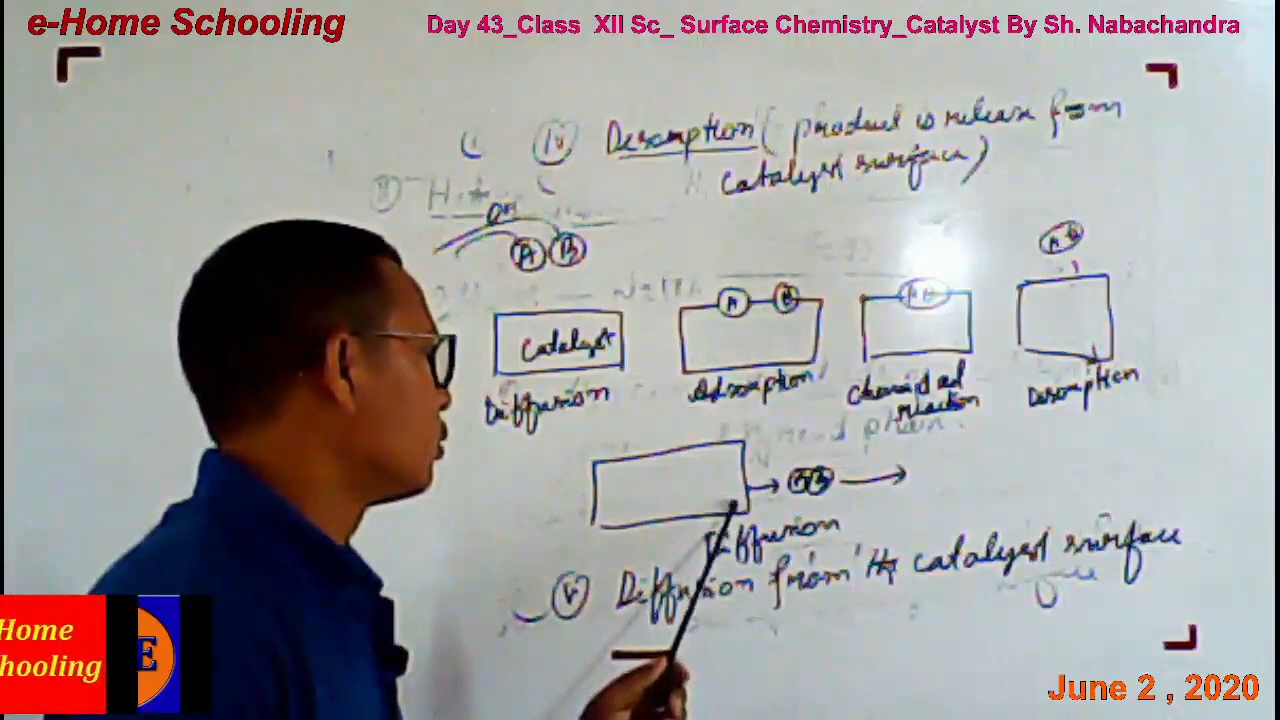 e-Home Schooling
Day 43_Class XII Sc_ Surface Chemistry_Catalyst By Sh. Nabachandra
(iv) Desorption (product is release from
catalyst surface)
A B
A B
A B
Catalyst
Diffusion
Adsorption
Chemical
reaction
Desorption
A B
Diffusion
(v) Diffusion from the catalyst surface
Home
hooling
E
June 2 , 2020